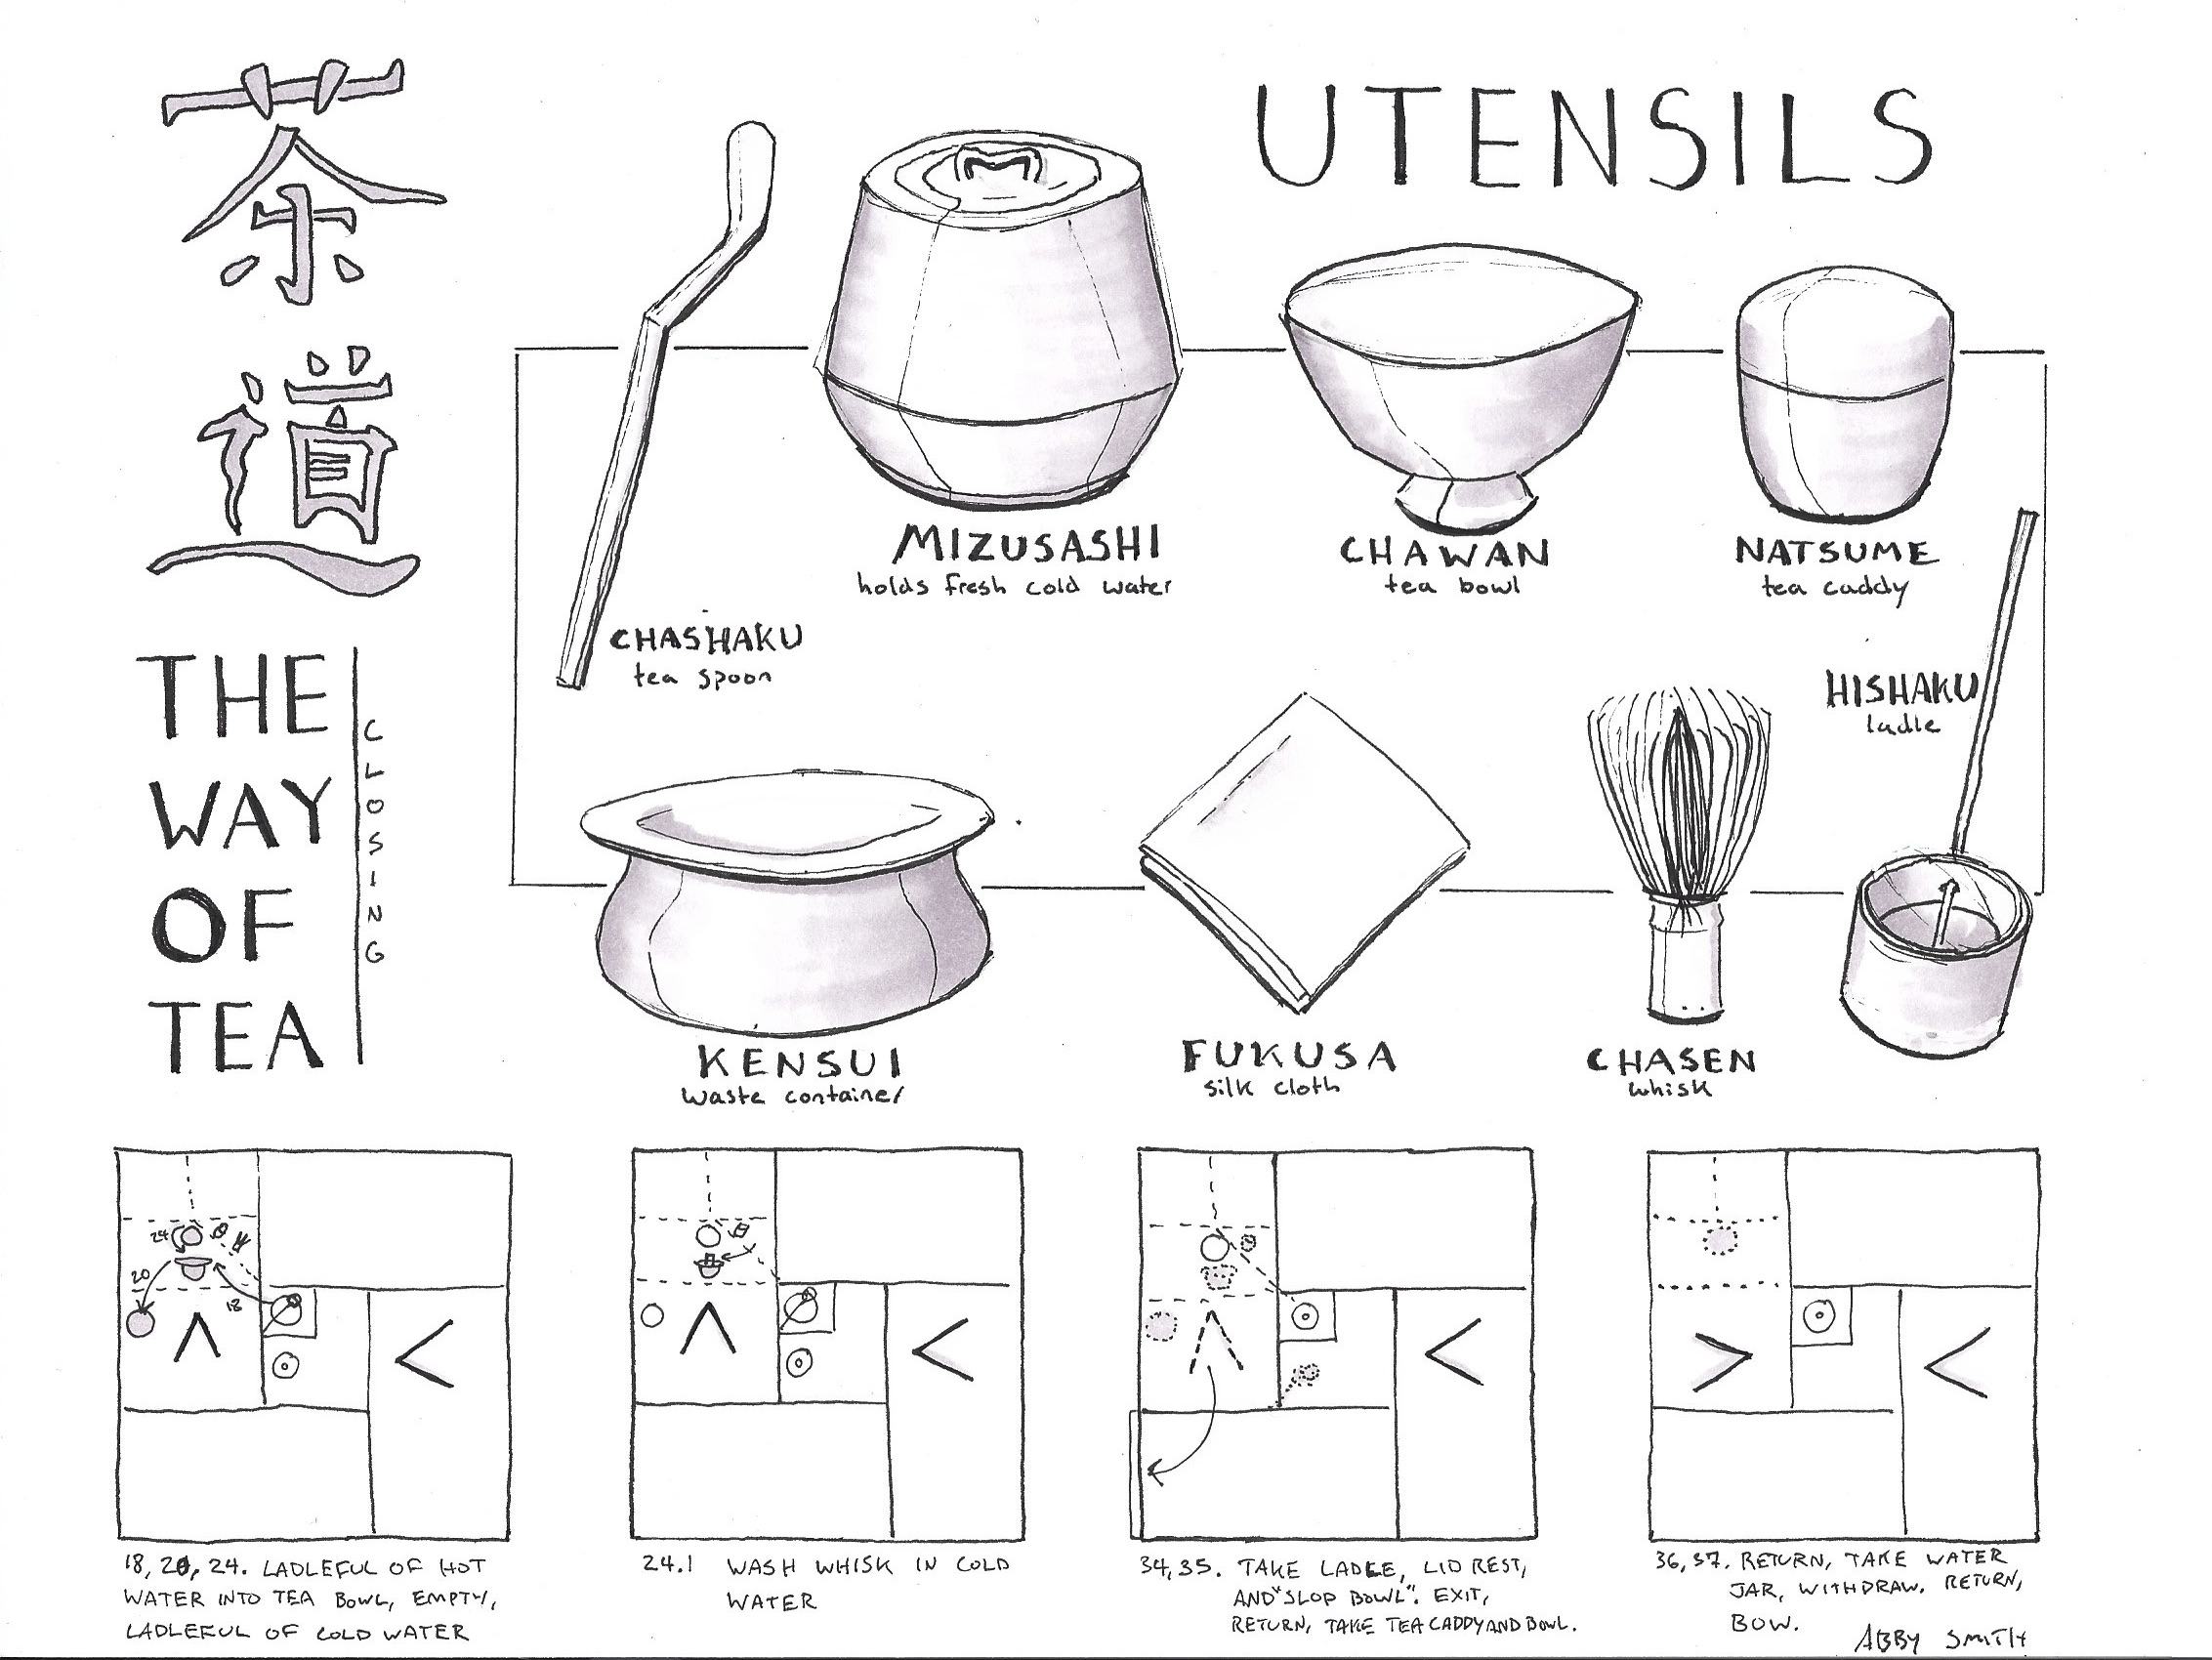 茶
道
THE
WAY
OF
TEA
CLOSING
UTENSILS
CHASHAKU
tea spoon
MIZUSASHI
holds fresh cold water
CHAWAN
tea bowl
NATSUME
tea caddy
HISHAKU
ladle
KENSUI
waste container
FUKUSA
silk cloth
CHASEN
whisk
24
20
18
18, 20, 24. LADLEFUL OF HOT
WATER INTO TEA BOWL, EMPTY,
LADLEFUL OF COLD WATER
24.1 WASH WHISK IN COLD
WATER
34, 35. TAKE LADLE, LID REST,
AND "SLOP BOWL". EXIT,
RETURN, TAKE TEA CADDY AND BOWL.
36, 37. RETURN, TAKE WATER
JAR, WITHDRAW. RETURN,
BOW.
ABBY SMITH